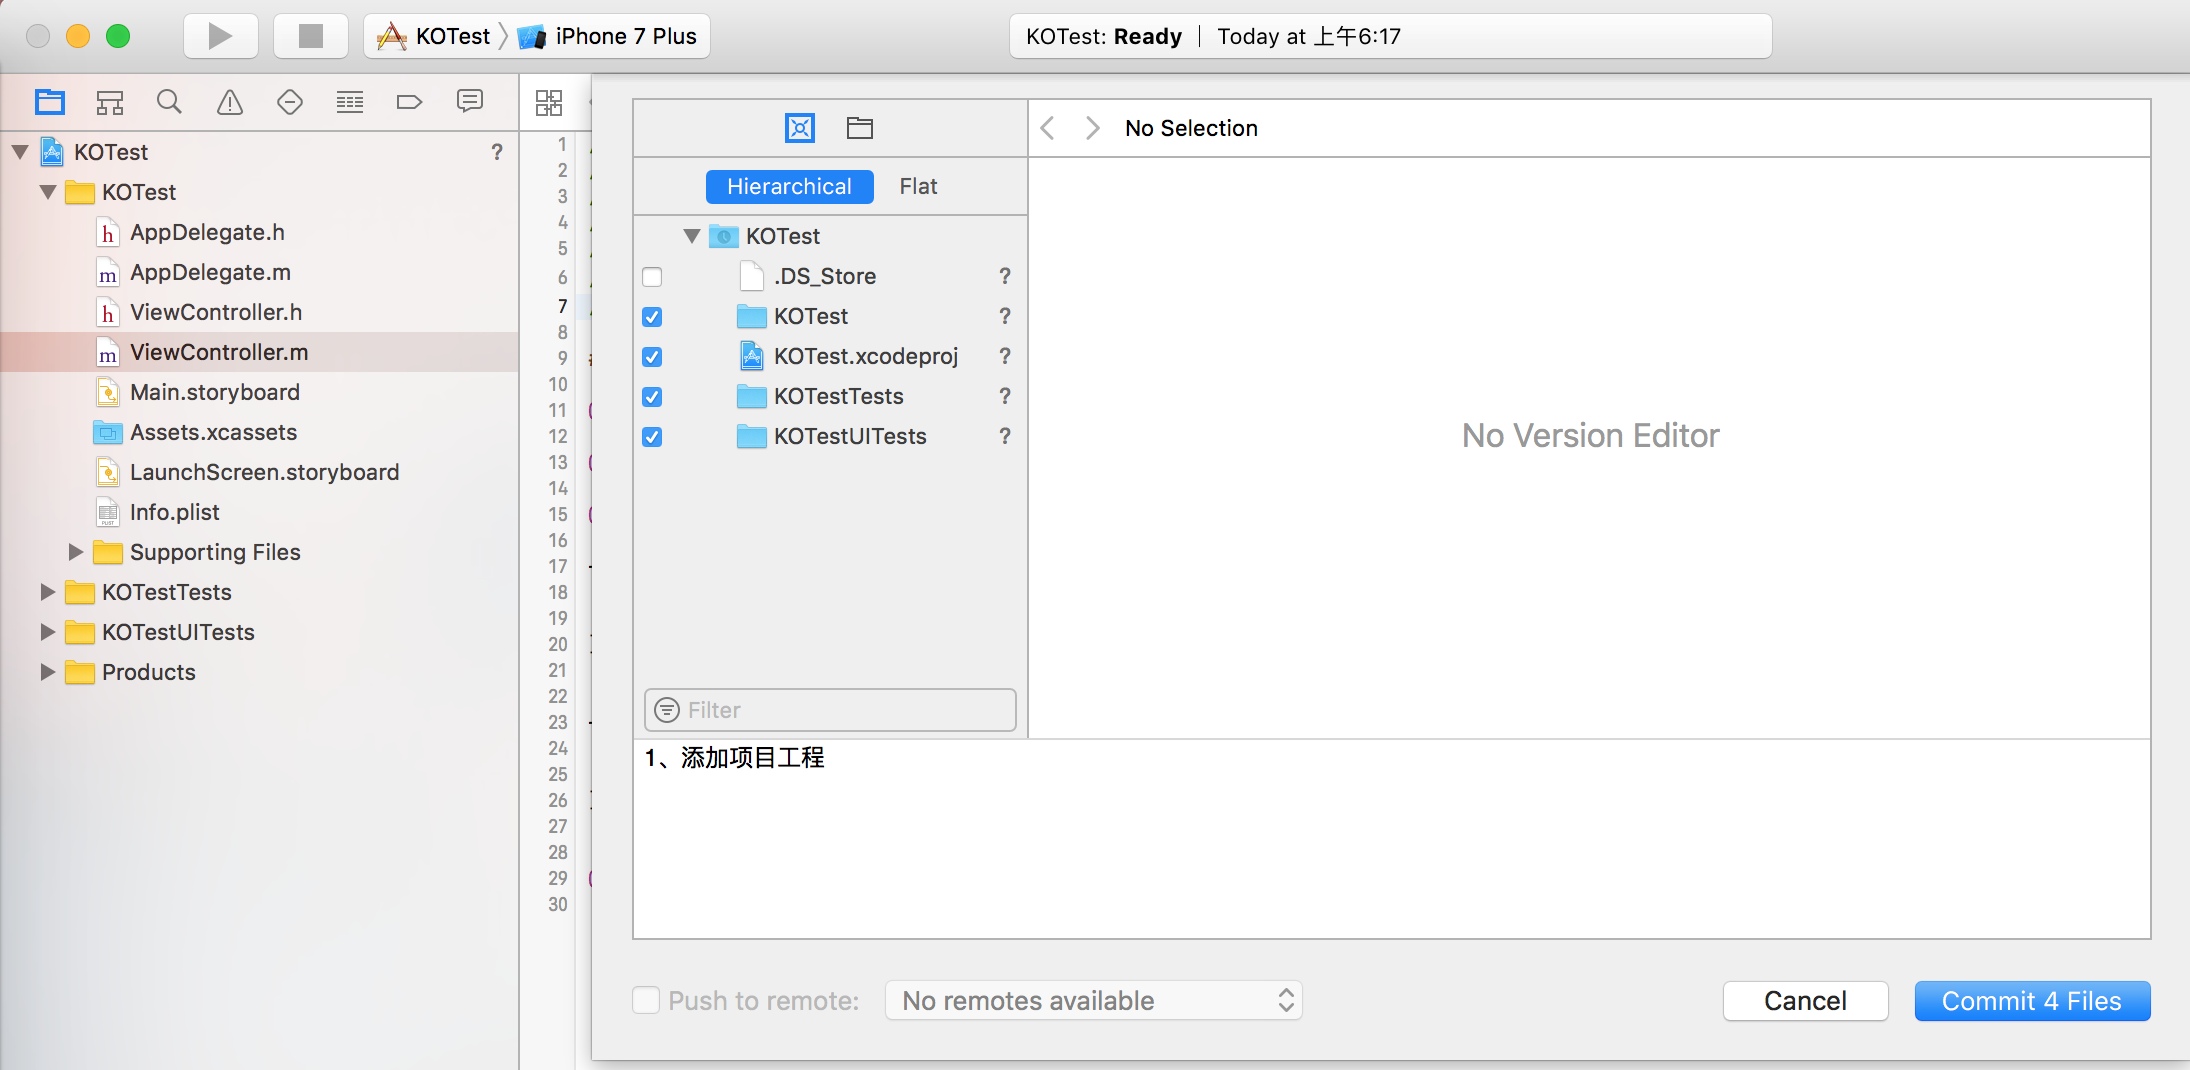 KOTest iPhone 7 Plus
KOTest: Ready | Today at 上午6:17
KOTest ?
KOTest
AppDelegate.h
AppDelegate.m
ViewController.h
ViewController.m
Main.storyboard
Assets.xcassets
LaunchScreen.storyboard
Info.plist
Supporting Files
KOTestTests
KOTestUITests
Products
1
2
3
4
5
6
7
8
9
10
11
12
13
14
15
16
17
18
19
20
21
22
23
24
25
26
27
28
29
30
No Selection
Hierarchical Flat
KOTest
.DS_Store ?
KOTest ?
KOTest.xcodeproj ?
KOTestTests ?
KOTestUITests ?
Filter
No Version Editor
1、添加项目工程
Push to remote: No remotes available
Cancel Commit 4 Files